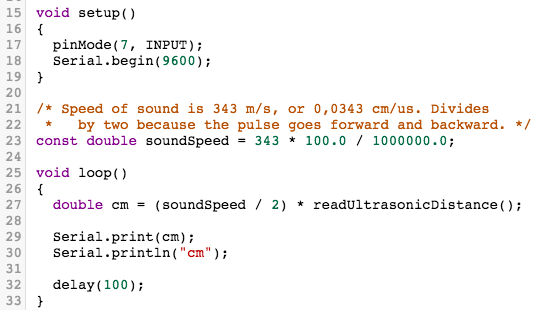 15 void setup()
16 {
17   pinMode(7, INPUT);
18   Serial.begin(9600);
19 }
20
21 /* Speed of sound is 343 m/s, or 0,0343 cm/us. Divides
22  *   by two because the pulse goes forward and backward. */
23 const double soundSpeed = 343 * 100.0 / 1000000.0;
24
25 void loop()
26 {
27   double cm = (soundSpeed / 2) * readUltrasonicDistance();
28
29   Serial.print(cm);
30   Serial.println("cm");
31
32   delay(100);
33 }